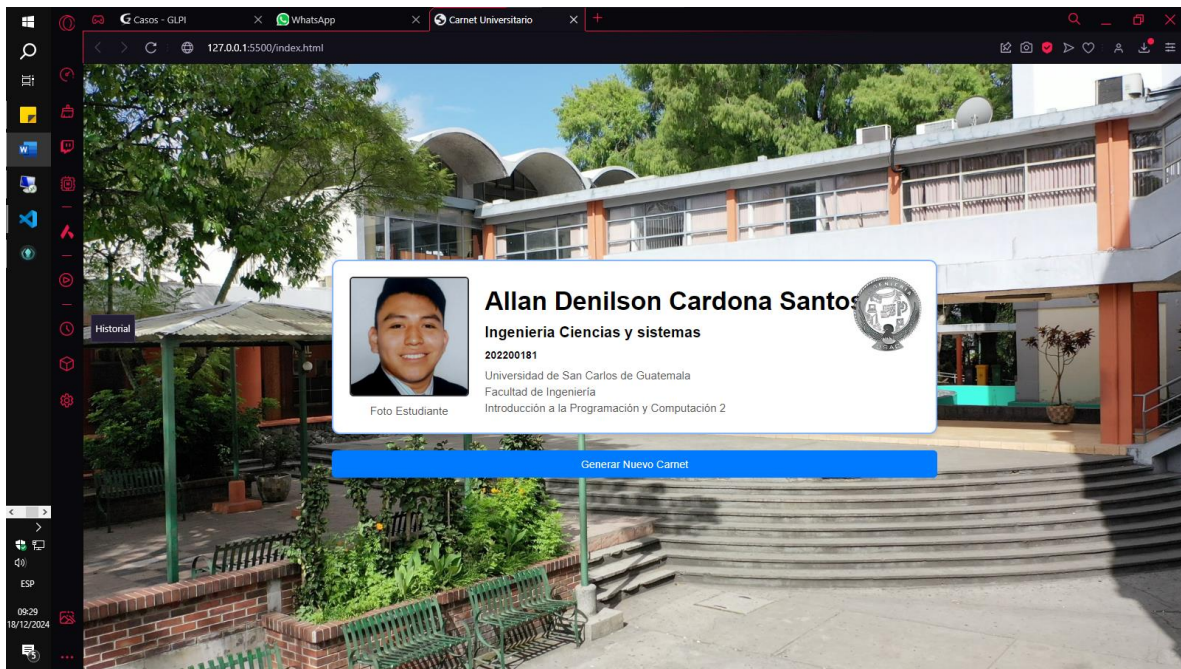 Casos - GLPI
WhatsApp
Carnet Universitario
127.0.0.1:5500/index.html
Historial
Allan Denilson Cardona Santos
Ingenieria Ciencias y sistemas
202200181
Universidad de San Carlos de Guatemala
Facultad de Ingeniería
Introducción a la Programación y Computación 2
Foto Estudiante
Generar Nuevo Carnet
ESP
09:29
18/12/2024
5